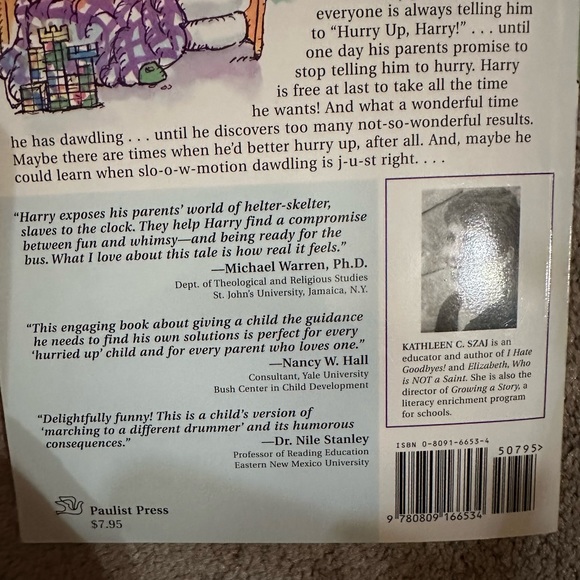 everyone is always telling him
to “Hurry Up, Harry!” . . . until
one day his parents promise to
stop telling him to hurry. Harry
is free at last to take all the time
he wants! And what a wonderful time
he has dawdling . . . until he discovers too many not-so-wonderful results.
Maybe there are times when he’d better hurry up, after all. And, maybe he
could learn when slo-o-w-motion dawdling is j-u-st right. . . .
“Harry exposes his parents’ world of helter-skelter,
slaves to the clock. They help Harry find a compromise
between fun and whimsy—and being ready for the
bus. What I love about this tale is how real it feels.”
—Michael Warren, Ph.D.
Dept. of Theological and Religious Studies
St. John’s University, Jamaica, N.Y.
“This engaging book about giving a child the guidance
he needs to find his own solutions is perfect for every
‘hurried up’ child and for every parent who loves one.”
—Nancy W. Hall
Consultant, Yale University
Bush Center in Child Development
“Delightfully funny! This is a child’s version of
‘marching to a different drummer’ and its humorous
consequences.”
—Dr. Nile Stanley
Professor of Reading Education
Eastern New Mexico University
Paulist Press
$7.95
KATHLEEN C. SZAJ is an
educator and author of I Hate
Goodbyes! and Elizabeth, Who
is NOT a Saint. She is also the
director of Growing a Story, a
literacy enrichment program
for schools.
ISBN 0-8091-6653-4
50795>
9 780809 166534